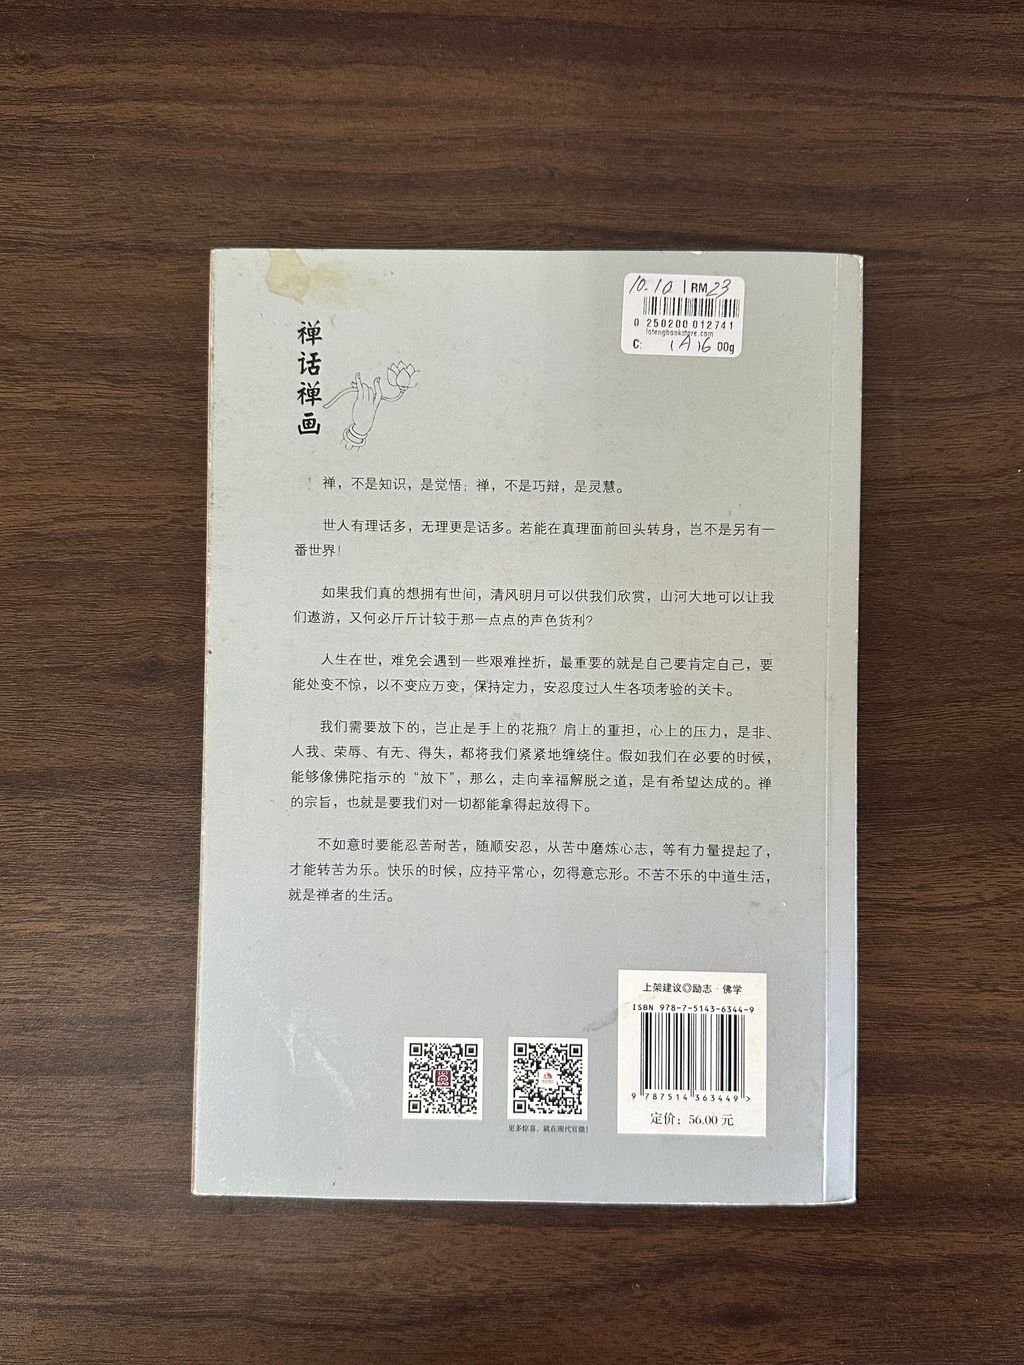 10.10 | RM 23
0 250200 012741
lotengbookstore.com
C: (A)6 00g
禅话禅画
禅，不是知识，是觉悟；禅，不是巧辩，是灵慧。
世人有理话多，无理更是话多。若能在真理面前回头转身，岂不是另有一
番世界！
如果我们真的想拥有世间，清风明月可以供我们欣赏，山河大地可以让我
们遨游，又何必斤斤计较于那一点点的声色货利？
人生在世，难免会遇到一些艰难挫折，最重要的就是自己要肯定自己，要
能处变不惊，以不变应万变，保持定力，安忍度过人生各项考验的关卡。
我们需要放下的，岂止是手上的花瓶？肩上的重担，心上的压力，是非、
人我、荣辱、有无、得失，都将我们紧紧地缠绕住。假如我们在必要的时候，
能够像佛陀指示的“放下”，那么，走向幸福解脱之道，是有希望达成的。禅
的宗旨，也就是要我们对一切都能拿得起放得下。
不如意时要能忍苦耐苦，随顺安忍，从苦中磨炼心志，等有力量提起了，
才能转苦为乐。快乐的时候，应持平常心，勿得意忘形。不苦不乐的中道生活，
就是禅者的生活。
上架建议◎励志·佛学
ISBN 978-7-5143-6344-9
9 787514 363449 >
定价：56.00 元
更多惊喜，就在现代官微！